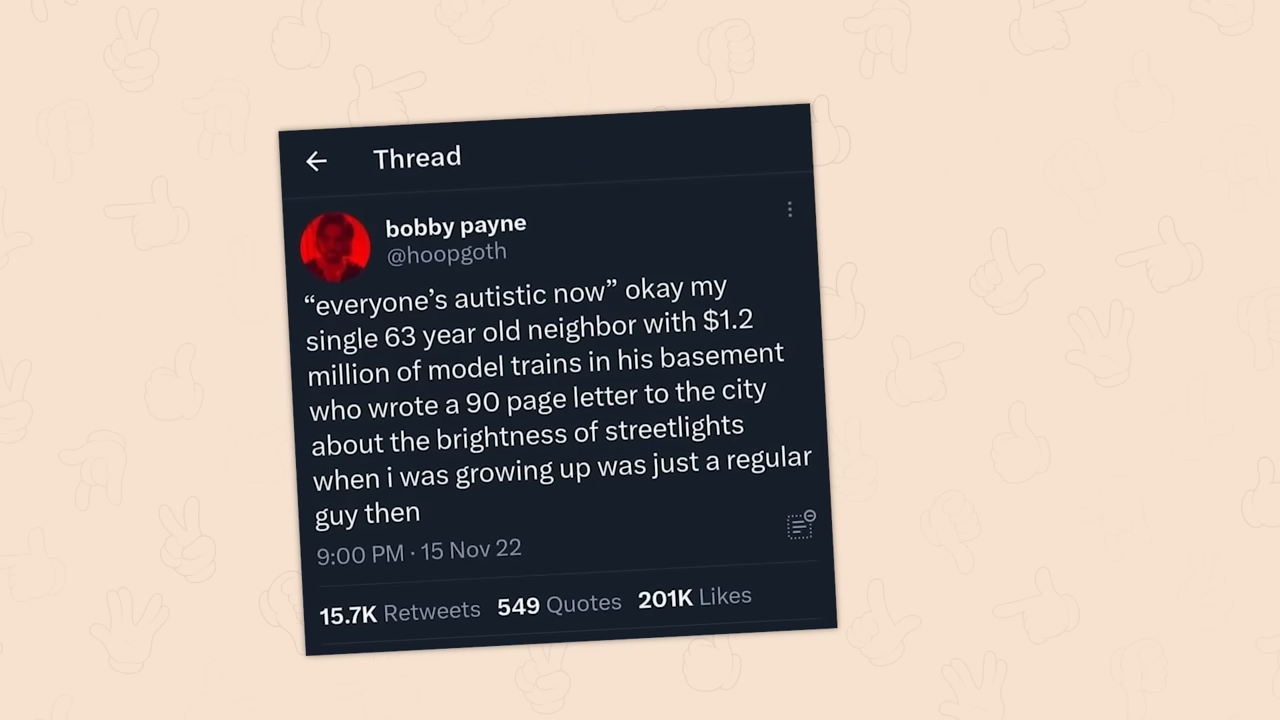 Thread
bobby payne
@hoopgoth
“everyone’s autistic now” okay my
single 63 year old neighbor with $1.2
million of model trains in his basement
who wrote a 90 page letter to the city
about the brightness of streetlights
when i was growing up was just a regular
guy then
9:00 PM · 15 Nov 22
15.7K Retweets 549 Quotes 201K Likes